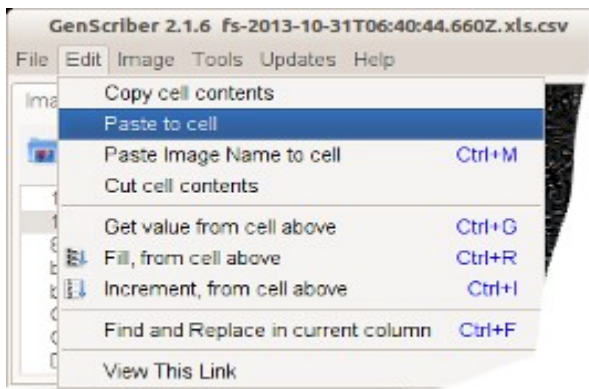 GenScriber 2.1.6 fs-2013-10-31T06:40:44.660Z.xls.csv
File Edit Image Tools Updates Help
Ima
Copy cell contents
Paste to cell
Paste Image Name to cell Ctrl+M
Cut cell contents
Get value from cell above Ctrl+G
Fill, from cell above Ctrl+R
Increment, from cell above Ctrl+I
Find and Replace in current column Ctrl+F
View This Link